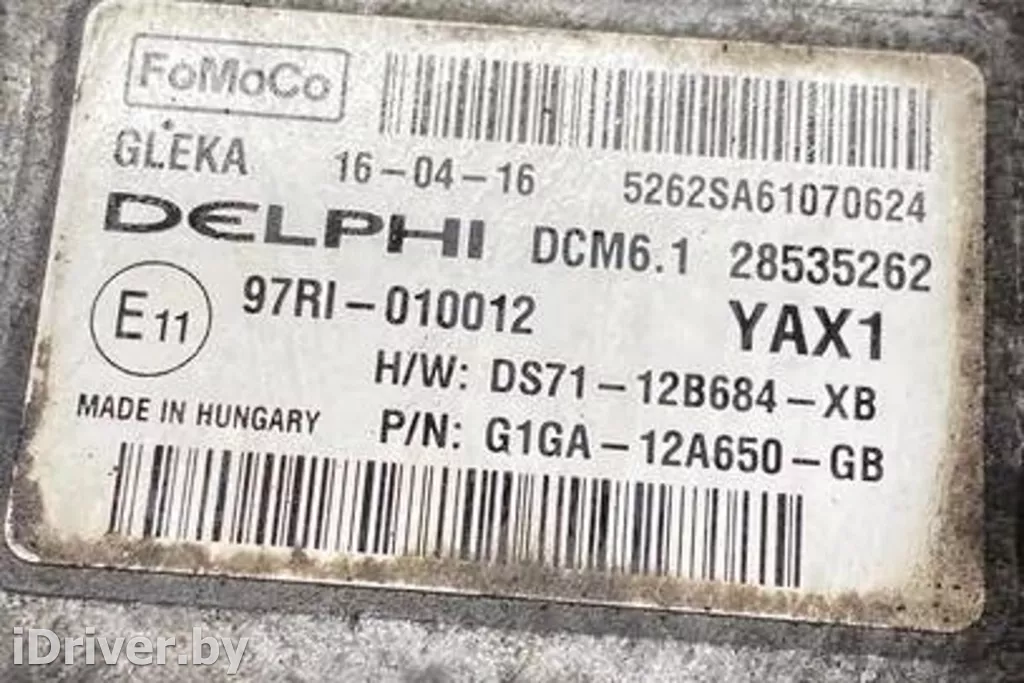 FoMoCo
GLEKA 16-04-16 5262SA61070624
DELPHI DCM6.1 28535262
E11 97RI-010012 YAX1
H/W: DS71-12B684-XB
MADE IN HUNGARY P/N: G1GA-12A650-GB
iDriver.by